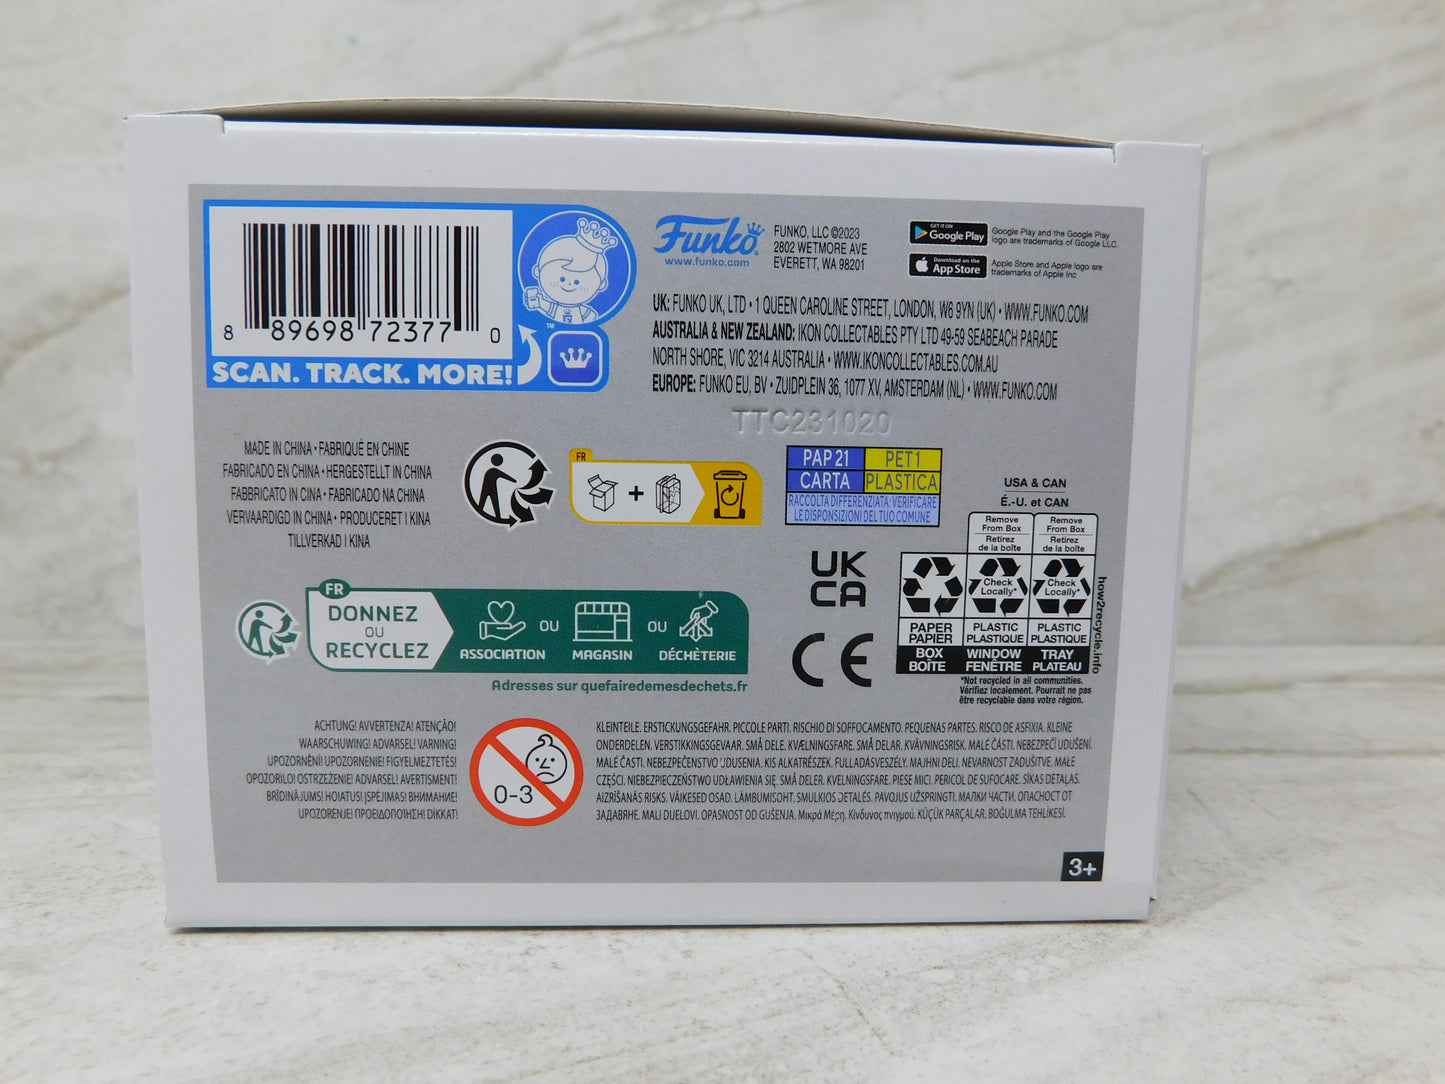 8 89698 72377 0
SCAN. TRACK. MORE!
™
Funko®
www.funko.com
FUNKO, LLC ©2023
2802 WETMORE AVE
EVERETT, WA 98201
GET IT ON
Google Play
Google Play and the Google Play
logo are trademarks of Google LLC.
Download on the
App Store
Apple Store and Apple logo are
trademarks of Apple Inc
UK: FUNKO UK, LTD • 1 QUEEN CAROLINE STREET, LONDON, W6 9YN (UK) • WWW.FUNKO.COM
AUSTRALIA & NEW ZEALAND: IKON COLLECTABLES PTY LTD 49-59 SEABEACH PARADE
NORTH SHORE, VIC 3214 AUSTRALIA • WWW.IKONCOLLECTABLES.COM.AU
EUROPE: FUNKO EU, BV • ZUIDPLEIN 36, 1077 XV, AMSTERDAM (NL) • WWW.FUNKO.COM
TTC231020
MADE IN CHINA • FABRIQUÉ EN CHINE
FABRICADO EN CHINA • HERGESTELLT IN CHINA
FABBRICATO IN CINA • FABRICADO NA CHINA
VERVAARDIGD IN CHINA • PRODUCERET I KINA
TILLVERKAD I KINA
FR
+
PAP 21 PET 1
CARTA PLASTICA
RACCOLTA DIFFERENZIATA: VERIFICARE
LE DISPONSIZIONI DEL TUO COMUNE
USA & CAN
É.-U. et CAN
Remove
From Box
Retirez
de la boîte
Remove
From Box
Retirez
de la boîte
Check
Locally*
Check
Locally*
PAPER
PAPIER
BOX
BOÎTE
PLASTIC
PLASTIQUE
WINDOW
FENÊTRE
PLASTIC
PLASTIQUE
TRAY
PLATEAU
how2recycle.info
*Not recycled in all communities.
Vérifiez localement. Pourrait ne pas
être recyclable dans votre région.
UK
CA
CE
FR
DONNEZ
OU
RECYCLEZ
ASSOCIATION
OU
MAGASIN
OU
DÉCHÈTERIE
Adresses sur quefairedemesdechets.fr
ACHTUNG! AVVERTENZA! ATENÇÃO!
WAARSCHUWING! ADVARSEL! VARNING!
UPOZORNĚNÍ! UPOZORNENIE! FIGYELMEZTETÉS!
OPOZORILO! OSTRZEŻENIE! ADVARSEL! AVERTISMENT!
BRĪDINĀJUMS! HOIATUS! ĮSPĖJIMAS! ВНИМАНИЕ!
UPOZORENJE! ΠΡΟΕΙΔΟΠΟΙΗΣΗ! DİKKAT!
0-3
KLEINTEILE. ERSTICKUNGSGEFAHR. PICCOLE PARTI. RISCHIO DI SOFFOCAMENTO. PEQUENAS PARTES. RISCO DE ASFIXIA. KLEINE
ONDERDELEN. VERSTIKKINGSGEVAAR. SMÅ DELE. KVÆLNINGSFARE. SMÅ DELAR. KVÄVNINGSRISK. MALÉ ČÁSTI. NEBEZPEČÍ UDUŠENÍ.
MALÉ ČASTI. NEBEZPEČENSTVO UDUSENIA. KIS ALKATRÉSZEK. FULLADÁSVESZÉLY. MAJHNI DELI. NEVARNOST ZADUŠITVE. MAŁE
CZĘŚCI. NIEBEZPIECZEŃSTWO UDŁAWIENIA SIĘ. SMÅ DELER. KVELNINGSFARE. PIESE MICI. PERICOL DE SUFOCARE. SĪKAS DETAĻAS.
AIZRĪŠANĀS RISKS. VÄIKESED OSAD. LÄMBUMISOHT. SMULKIOS DETALĖS. PAVOJUS UŽSPRINGTI. МАЛКИ ЧАСТИ. ОПАСНОСТ ОТ
ЗАДАВЯНЕ. MALI DIJELOVI. OPASNOST OD GUŠENJA. Μικρά Μέρη. Κίνδυνος πνιγμού. KÜÇÜK PARÇALAR. BOĞULMA TEHLİKESİ.
3+